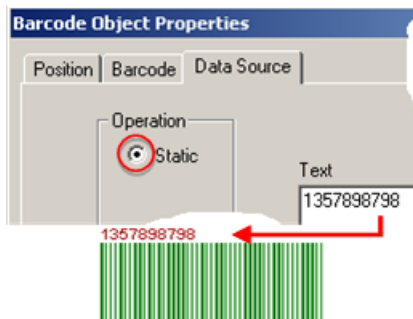 Barcode Object Properties
Position Barcode Data Source
Operation
Static
Text
1357898798
1357898798